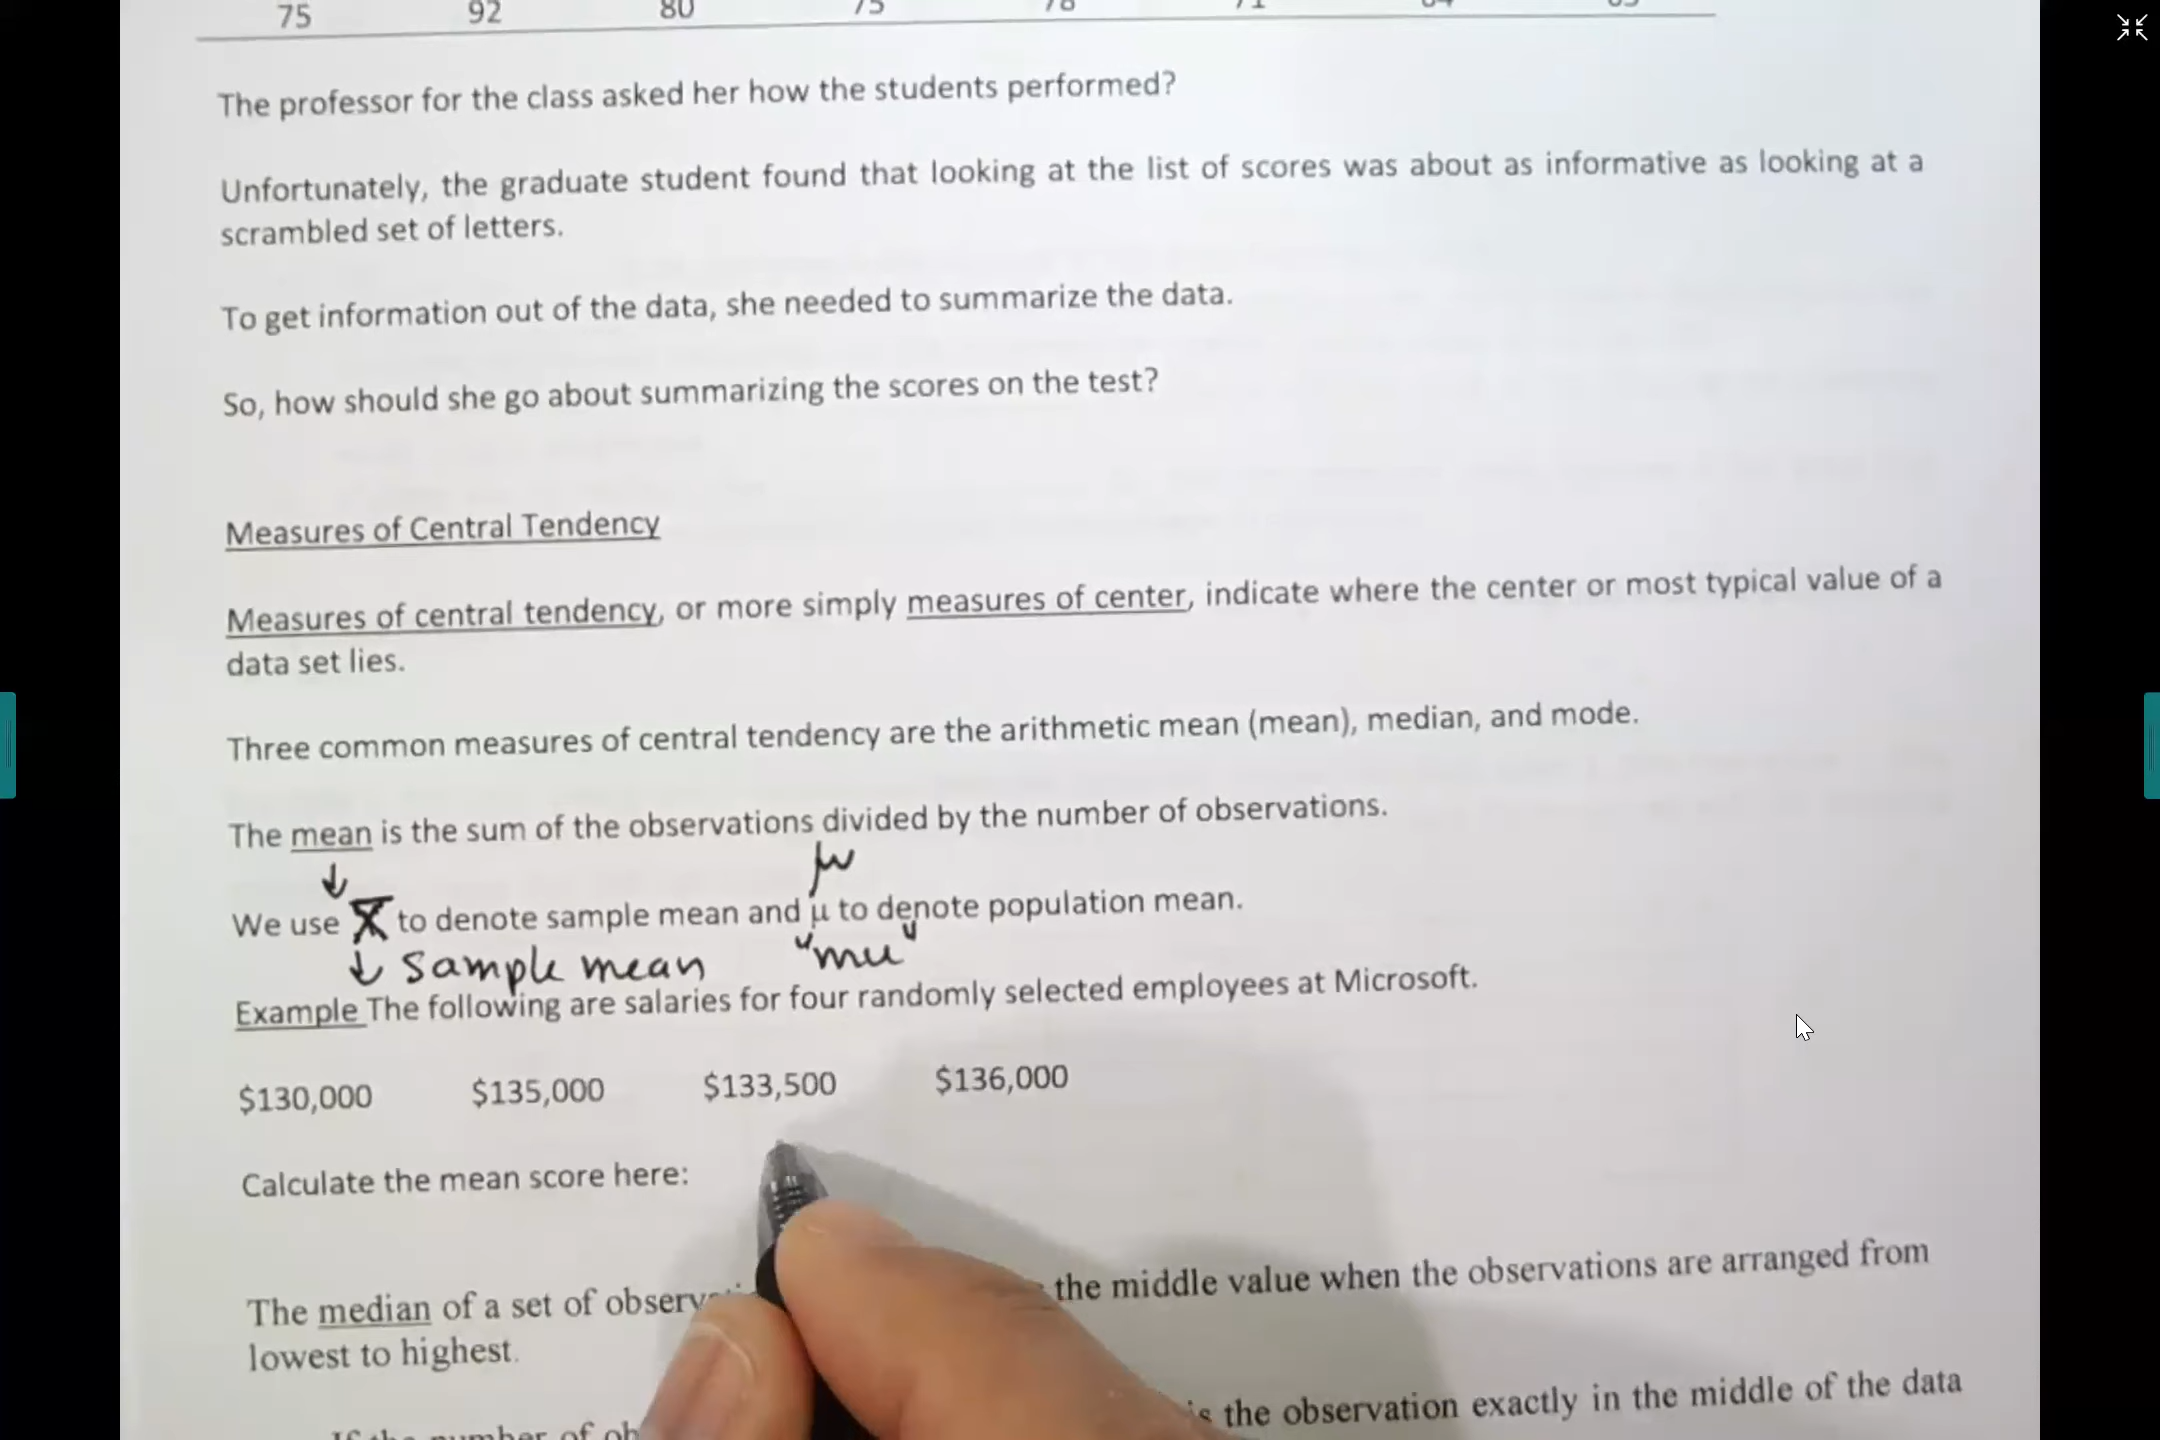 75 92 80 75 78 71
The professor for the class asked her how the students performed?
Unfortunately, the graduate student found that looking at the list of scores was about as informative as looking at a
scrambled set of letters.
To get information out of the data, she needed to summarize the data.
So, how should she go about summarizing the scores on the test?
Measures of Central Tendency
Measures of central tendency, or more simply measures of center, indicate where the center or most typical value of a
data set lies.
Three common measures of central tendency are the arithmetic mean (mean), median, and mode.
The mean is the sum of the observations divided by the number of observations.
↓ μ
We use x̄ to denote sample mean and μ to denote population mean.
↓ sample mean "mu"
Example The following are salaries for four randomly selected employees at Microsoft.
$130,000 $135,000 $133,500 $136,000
Calculate the mean score here:
The median of a set of the middle value when the observations are arranged from
lowest to highest.
number of is the observation exactly in the middle of the data